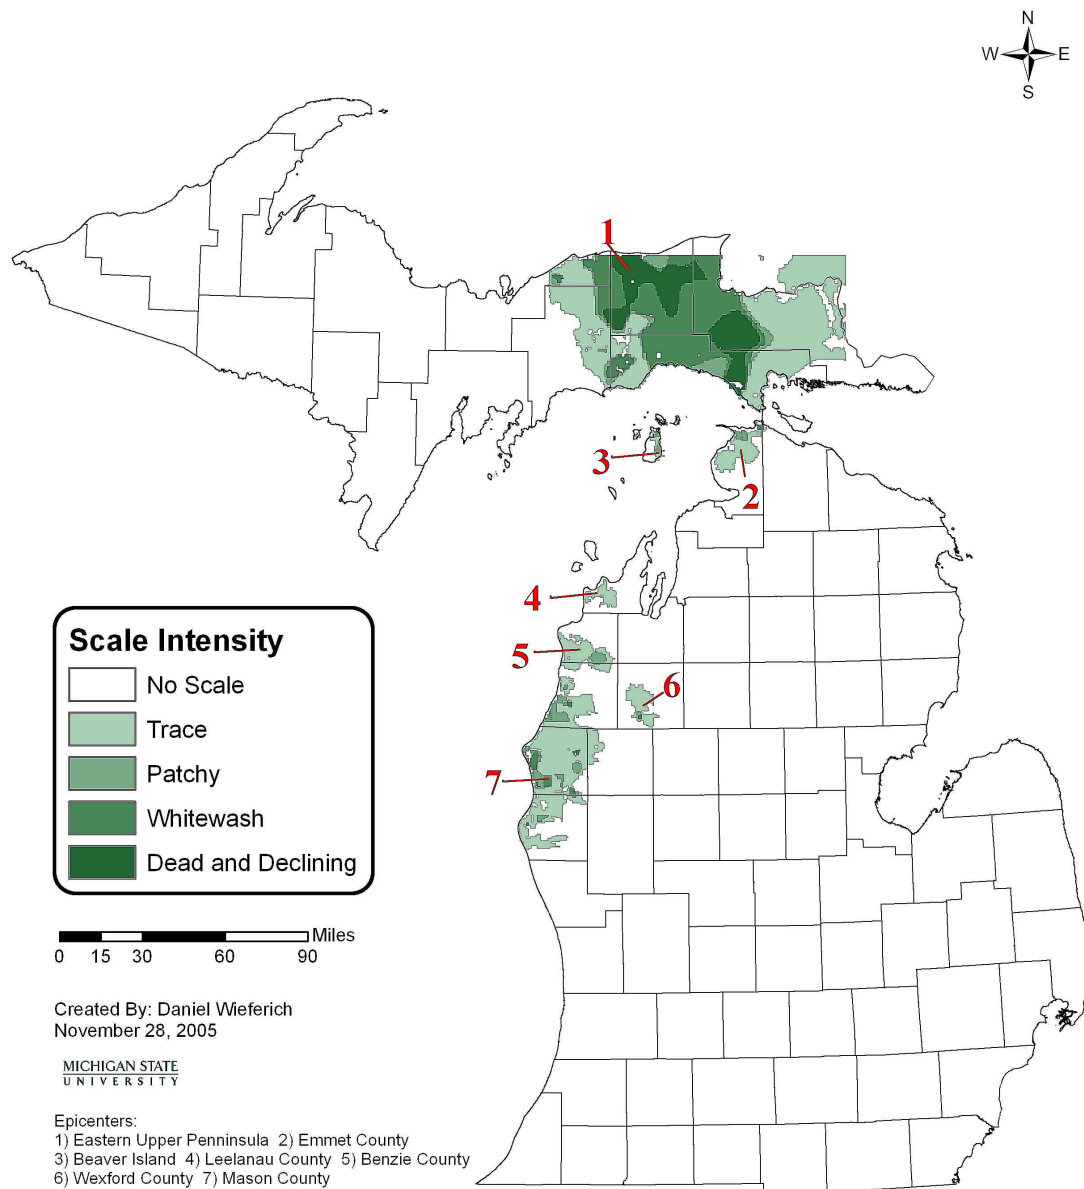 N
W E
S
1
3
2
4
5
6
7
Scale Intensity
No Scale
Trace
Patchy
Whitewash
Dead and Declining
Miles
0 15 30 60 90
Created By: Daniel Wieferich
November 28, 2005
MICHIGAN STATE
UNIVERSITY
Epicenters:
1) Eastern Upper Penninsula 2) Emmet County
3) Beaver Island 4) Leelanau County 5) Benzie County
6) Wexford County 7) Mason County